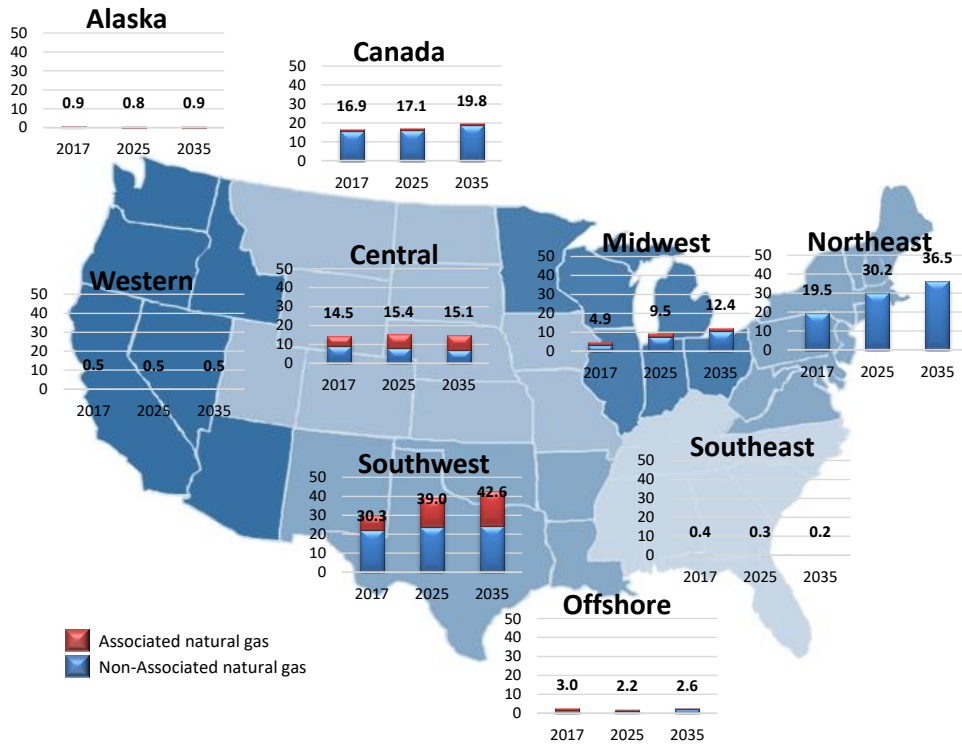 Alaska
50
40
30
20
10
0
0.9 0.8 0.9
2017 2025 2035
Canada
50
40
30
20
10
0
16.9 17.1 19.8
2017 2025 2035
Western
50
40
30
20
10
0
0.5 0.5 0.5
2017 2025 2035
Central
50
40
30
20
10
0
14.5 15.4 15.1
2017 2025 2035
Midwest
50
40
30
20
10
0
4.9 9.5 12.4
2017 2025 2035
Northeast
50
40
30
20
10
0
19.5 30.2 36.5
2017 2025 2035
Southwest
50
40
30
20
10
0
30.3 39.0 42.6
2017 2025 2035
Southeast
50
40
30
20
10
0
0.4 0.3 0.2
2017 2025 2035
Offshore
50
40
30
20
10
0
3.0 2.2 2.6
2017 2025 2035
Associated natural gas
Non-Associated natural gas